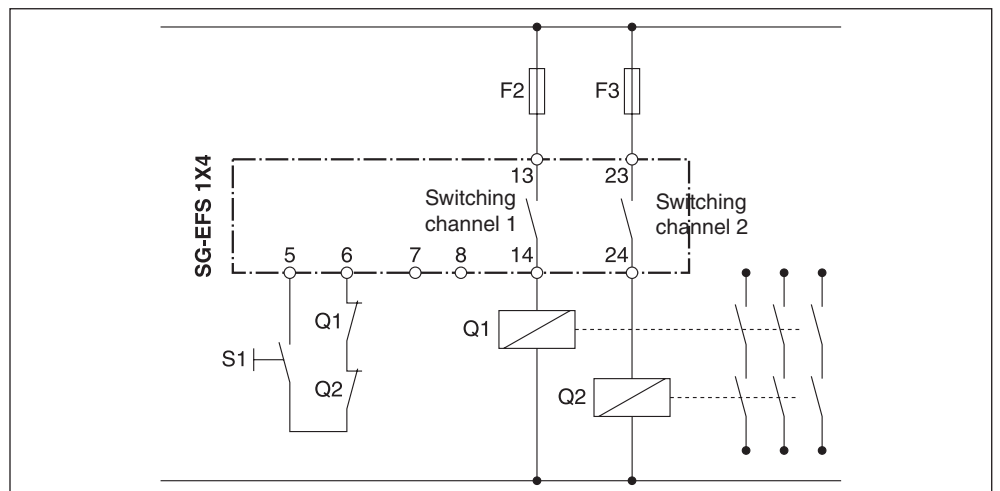 F2
F3
SG-EFS 1X4
13
23
Switching
channel 1
Switching
channel 2
5
6
7
8
14
24
Q1
Q1
S1
Q2
Q2